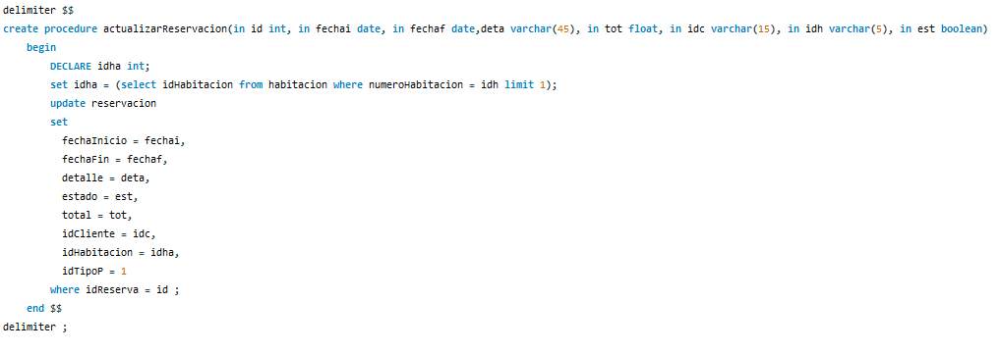 delimiter $$
create procedure actualizarReservacion(in id int, in fechai date, in fechaf date,deta varchar(45), in tot float, in idc varchar(15), in idh varchar(5), in est boolean)
begin
DECLARE idha int;
set idha = (select idHabitacion from habitacion where numeroHabitacion = idh limit 1);
update reservacion
set
fechaInicio = fechai,
fechaFin = fechaf,
detalle = deta,
estado = est,
total = tot,
idCliente = idc,
idHabitacion = idha,
idTipoP = 1
where idReserva = id ;
end $$
delimiter ;